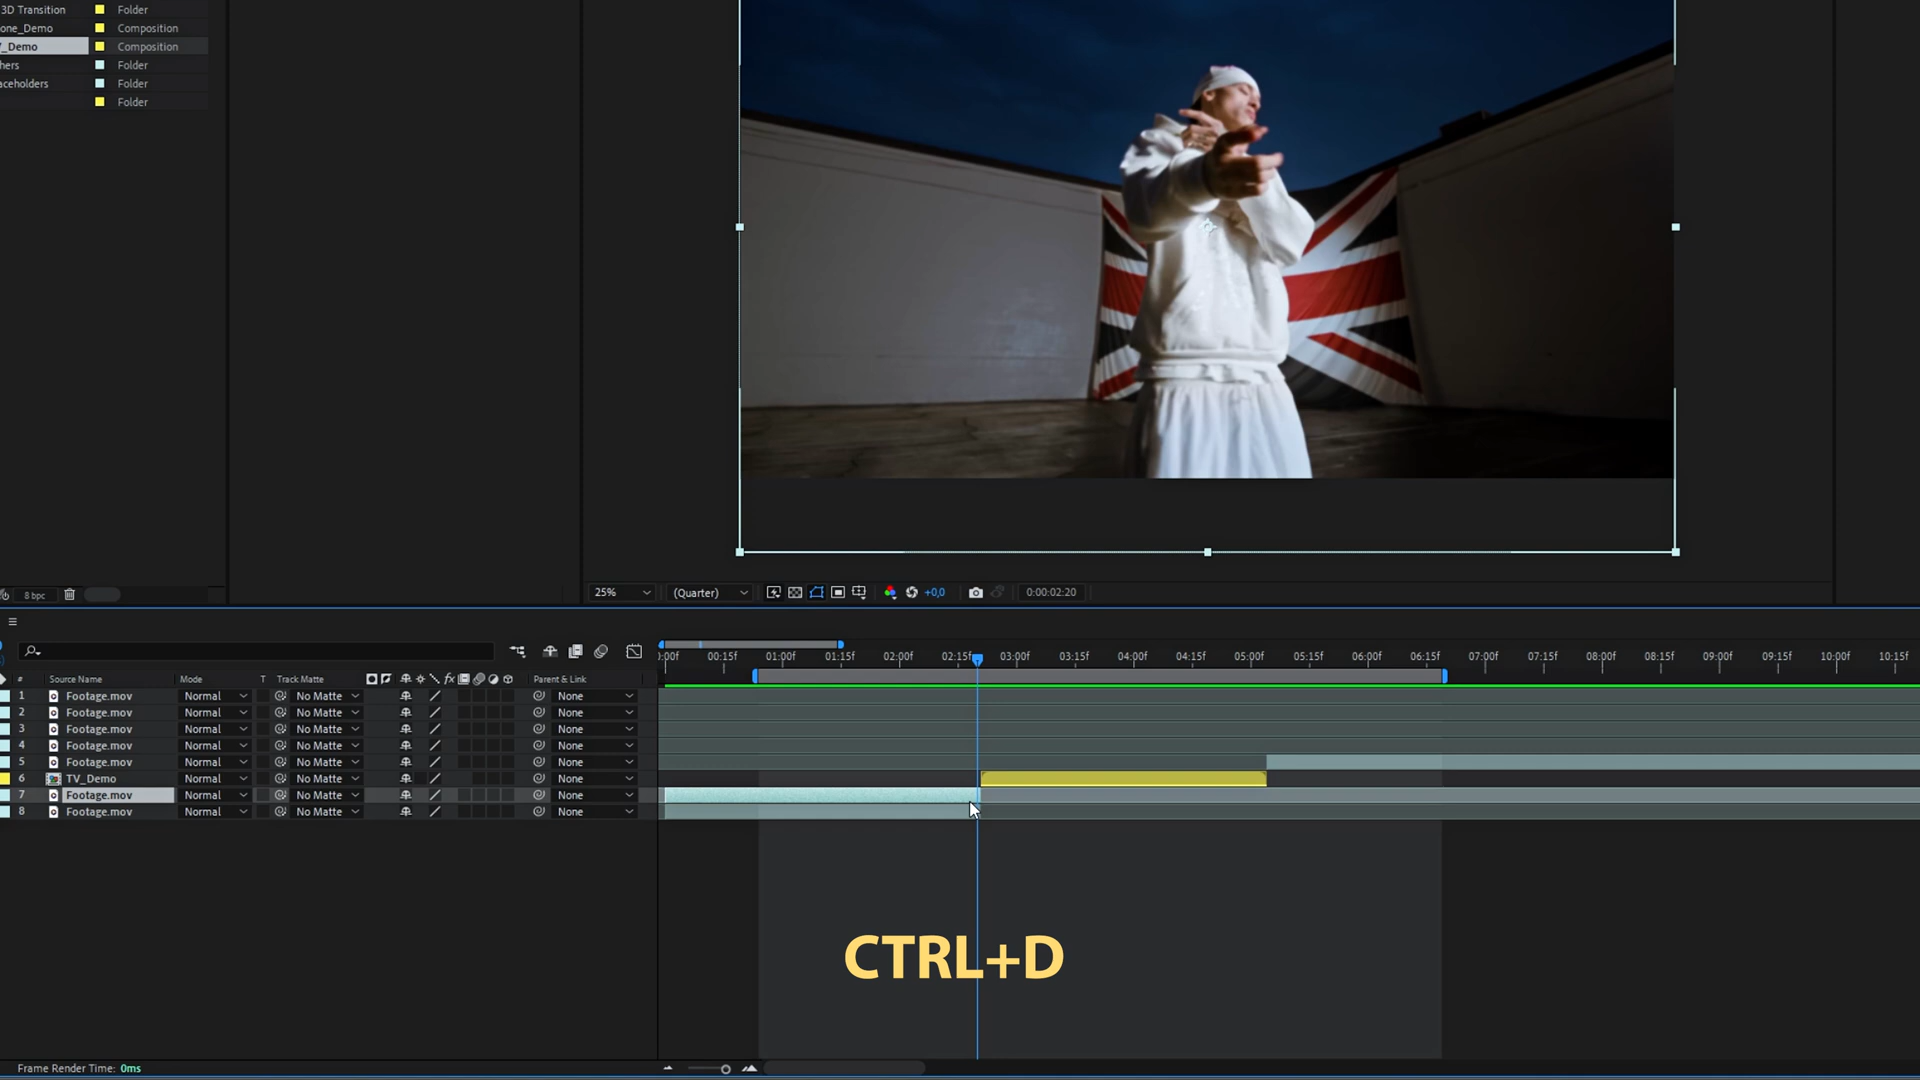 3D Transition Folder
one_Demo Composition
_Demo Composition
hers Folder
aceholders Folder
Folder
8 bpc
25% (Quarter) +0,0 0:00:02:20
:00f 00:15f 01:00f 01:15f 02:00f 02:15f 03:00f 03:15f 04:00f 04:15f 05:00f 05:15f 06:00f 06:15f 07:00f 07:15f 08:00f 08:15f 09:00f 09:15f 10:00f 10:15f
# Source Name Mode T Track Matte fx Parent & Link
1 Footage.mov Normal No Matte None
2 Footage.mov Normal No Matte None
3 Footage.mov Normal No Matte None
4 Footage.mov Normal No Matte None
5 Footage.mov Normal No Matte None
6 TV_Demo Normal No Matte None
7 Footage.mov Normal No Matte None
8 Footage.mov Normal No Matte None
CTRL+D
Frame Render Time: 0ms